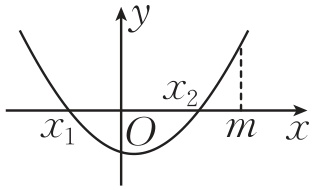 y
x₂
x₁ O m x